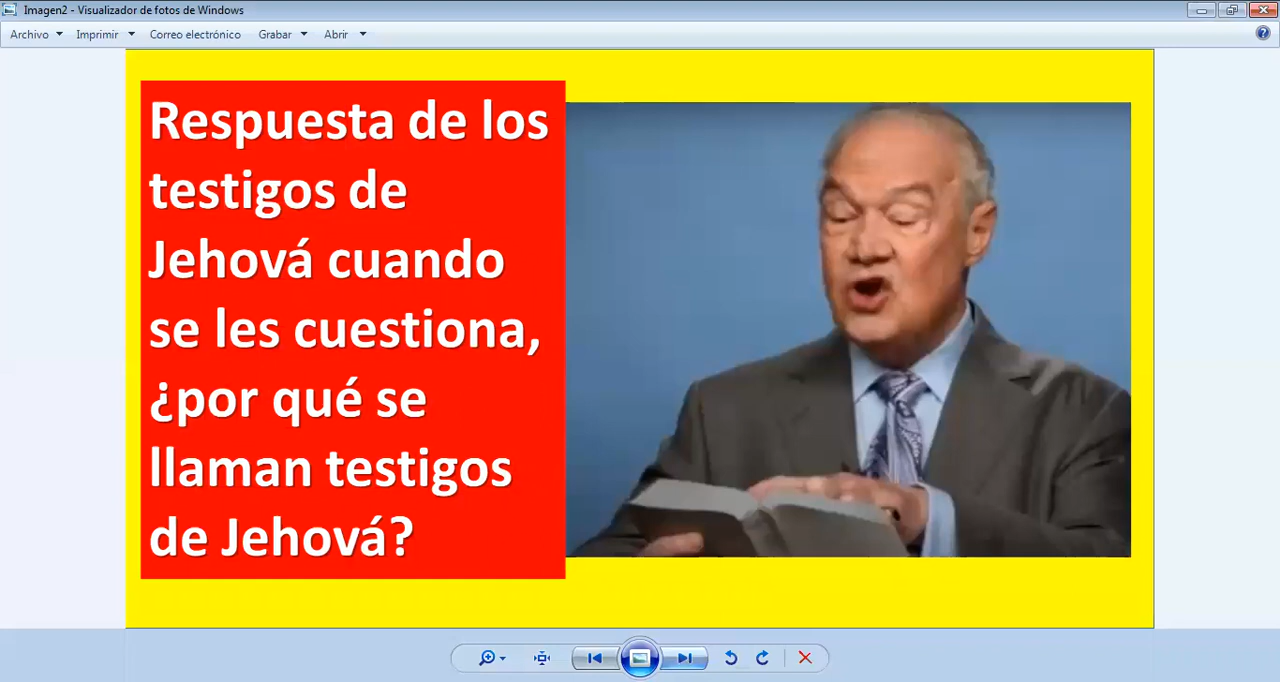 Imagen2 - Visualizador de fotos de Windows
Archivo Imprimir Correo electrónico Grabar Abrir
Respuesta de los
testigos de
Jehová cuando
se les cuestiona,
¿por qué se
llaman testigos
de Jehová?